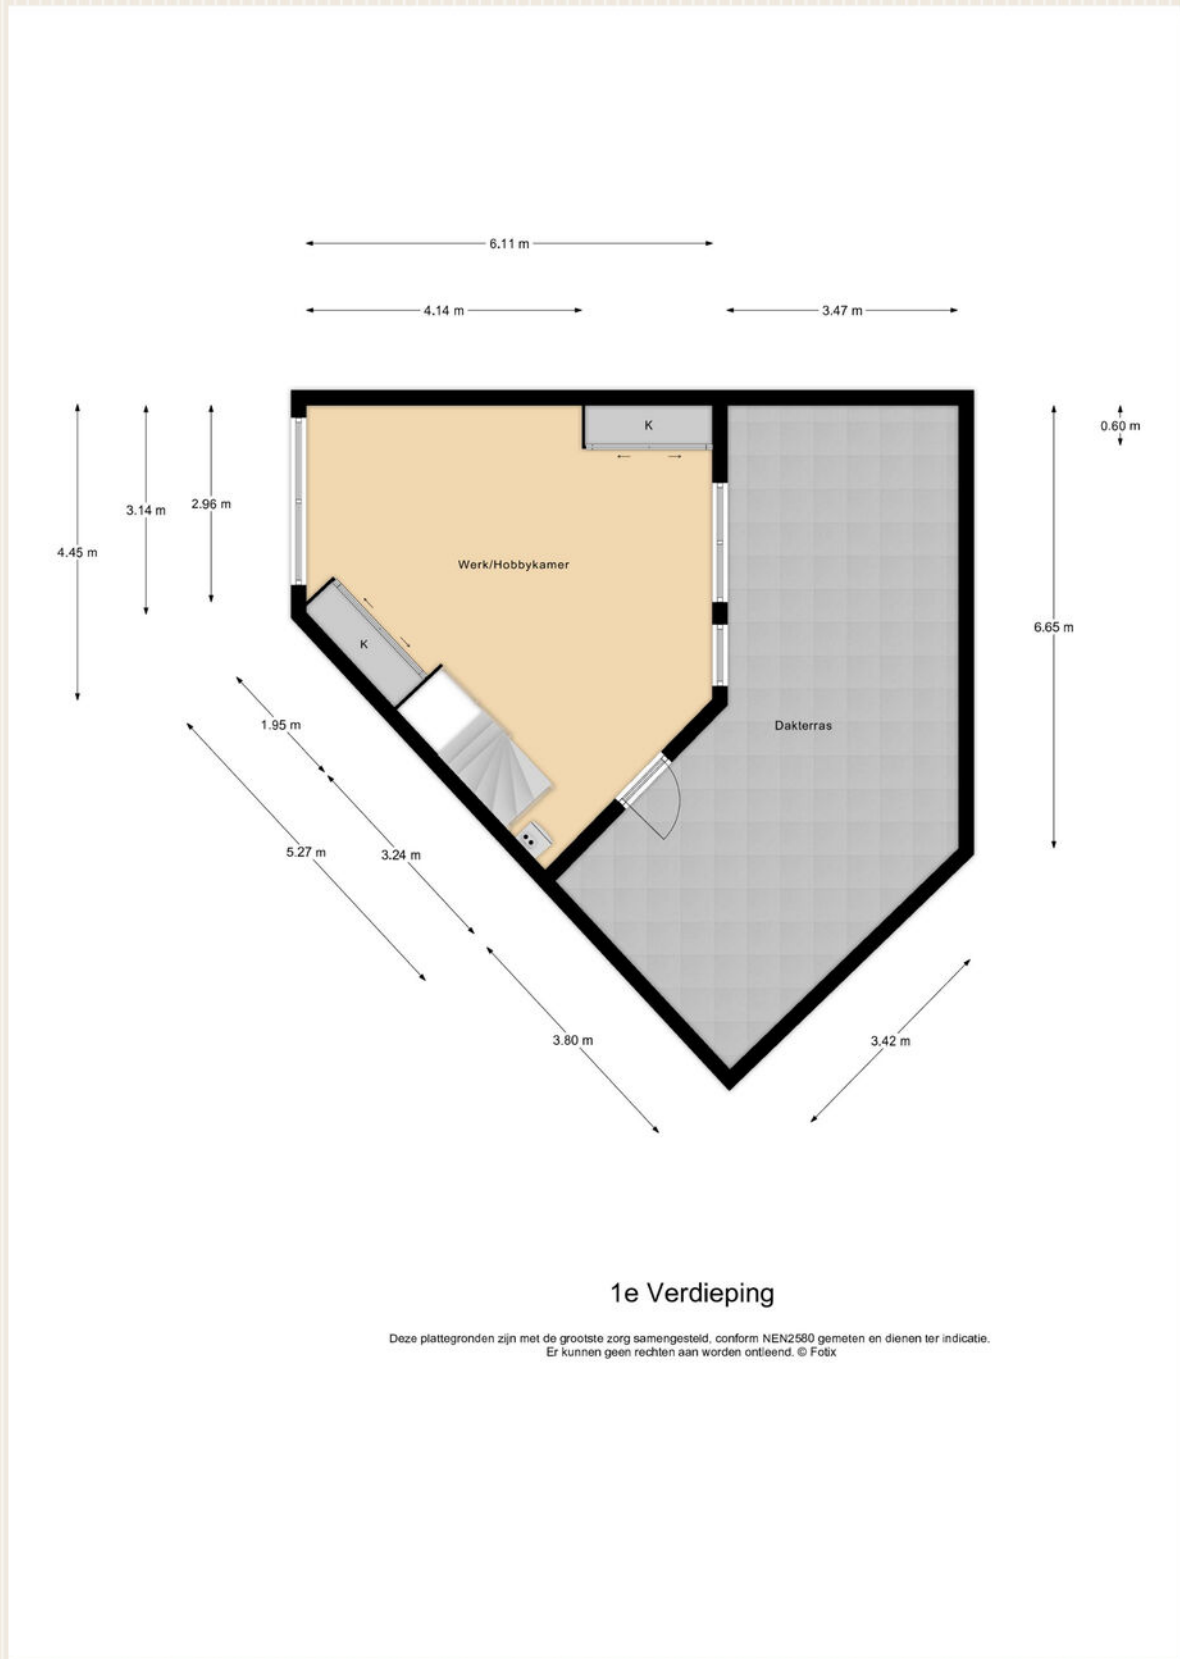 6.11 m
4.14 m
3.47 m
K
0.60 m
2.96 m
3.14 m
4.45 m
Werk/Hobbykamer
6.65 m
K
1.95 m
Dakterras
5.27 m
3.24 m
3.80 m
3.42 m
1e Verdieping
Deze plattegronden zijn met de grootste zorg samengesteld, conform NEN2580 gemeten en dienen ter indicatie.
Er kunnen geen rechten aan worden ontleend. © Fotix